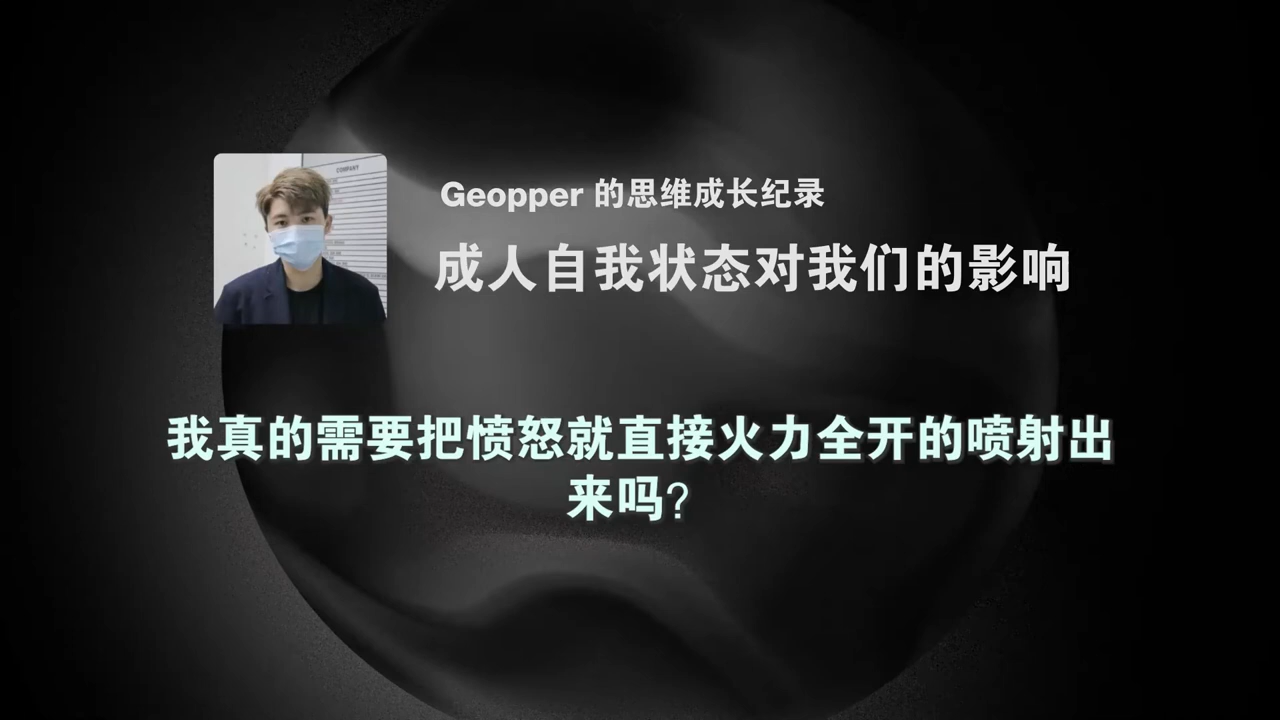 COMPANY
Geopper 的思维成长纪录
成人自我状态对我们的影响
我真的需要把愤怒就直接火力全开的喷射出
来吗?